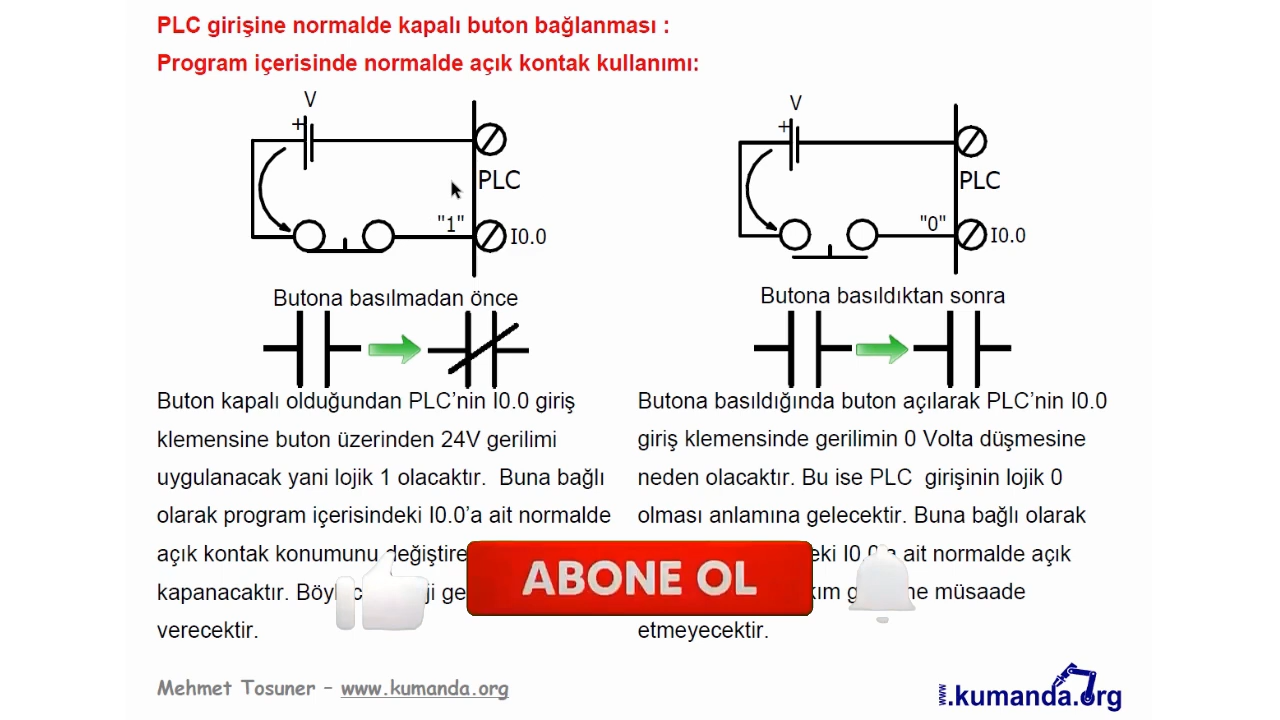 PLC girişine normalde kapalı buton bağlanması :
Program içerisinde normalde açık kontak kullanımı:
V
+
PLC
"1"
I0.0
Butona basılmadan önce
V
+
PLC
"0"
I0.0
Butona basıldıktan sonra
Buton kapalı olduğundan PLC’nin I0.0 giriş
klemensine buton üzerinden 24V gerilimi
uygulanacak yani lojik 1 olacaktır. Buna bağlı
olarak program içerisindeki I0.0’a ait normalde
açık kontak konumunu
kapanacaktır.
verecektir.
Butona basıldığında buton açılarak PLC’nin I0.0
giriş klemensinde gerilimin 0 Volta düşmesine
neden olacaktır. Bu ise PLC girişinin lojik 0
olması anlamına gelecektir. Buna bağlı olarak
ait normalde açık
müsaade
etmeyecektir.
ABONE OL
Mehmet Tosuner – www.kumanda.org
www.kumanda.org